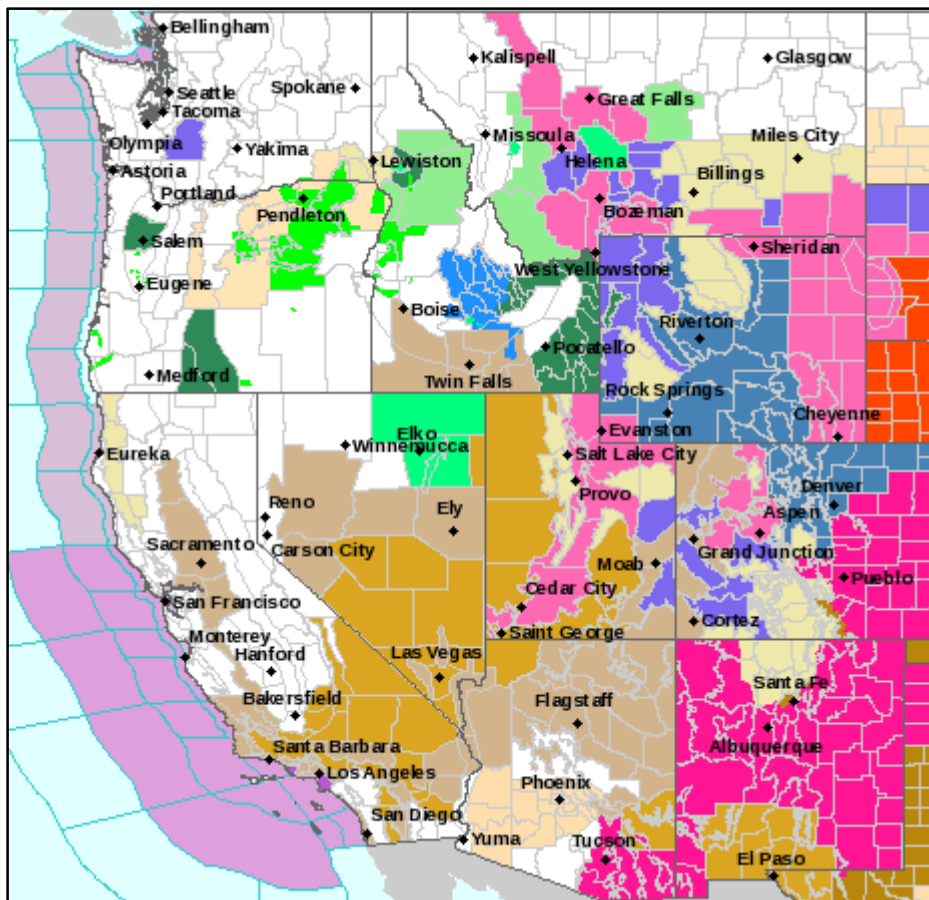 Bellingham
Kalispell
Glasgow
Seattle
Spokane
Great Falls
Tacoma
Missoula
Miles City
Olympia
Yakima
Lewiston
Helena
Astoria
Billings
Portland
Pendleton
Bozeman
Salem
Sheridan
West Yellowstone
Eugene
Boise
Riverton
Pocatello
Medford
Twin Falls
Rock Springs
Cheyenne
Elko
Evanston
Winnemucca
Eureka
Salt Lake City
Provo
Denver
Reno
Ely
Aspen
Sacramento
Carson City
Grand Junction
Moab
Pueblo
Cedar City
San Francisco
Cortez
Saint George
Monterey
Hanford
Las Vegas
Santa Fe
Bakersfield
Flagstaff
Albuquerque
Santa Barbara
Los Angeles
Phoenix
San Diego
Yuma
Tucson
El Paso